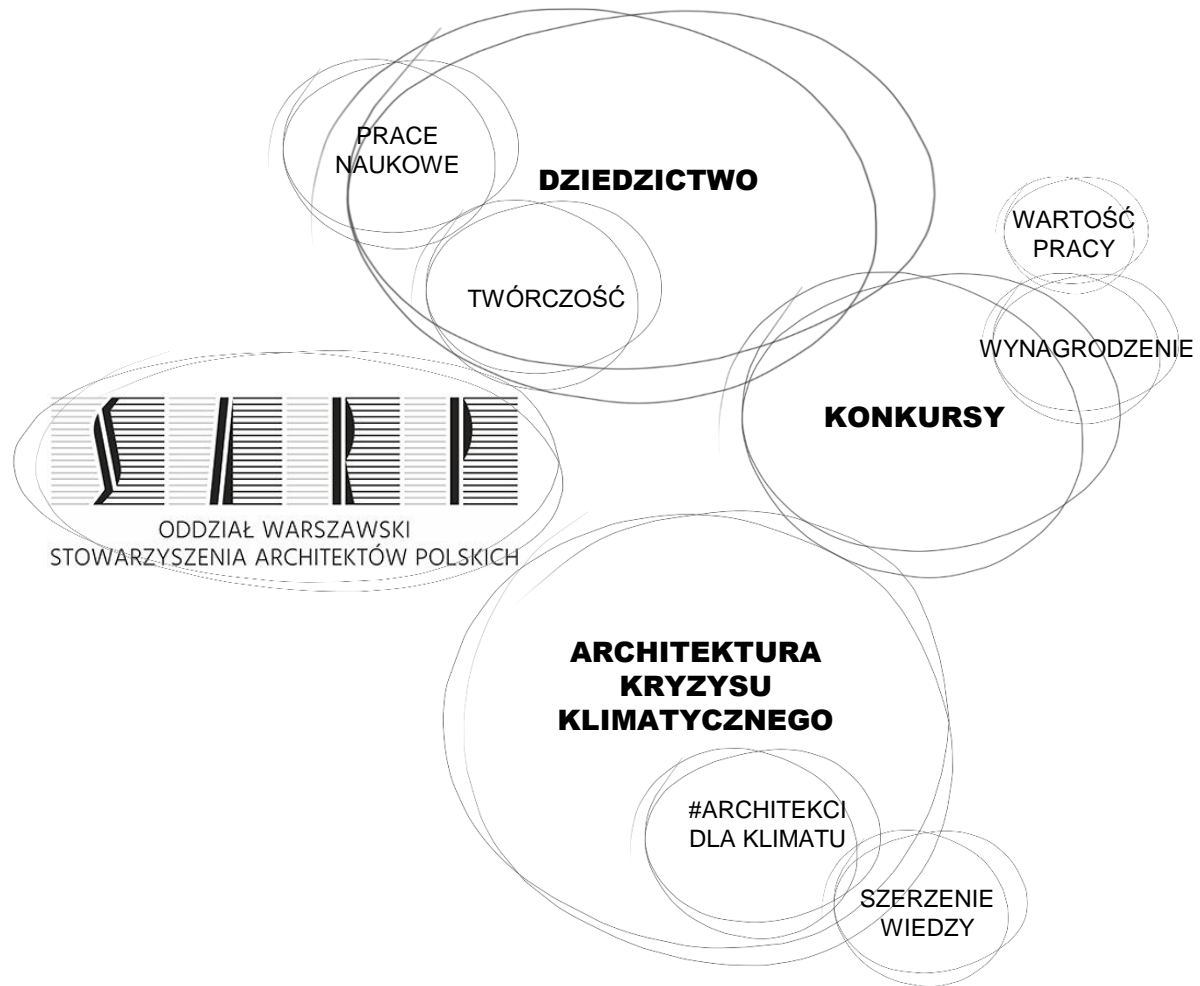 PRACE
NAUKOWE
DZIEDZICTWO
TWÓRCZOŚĆ
WARTOŚĆ
PRACY
WYNAGRODZENIE
KONKURSY
SARP
ODDZIAŁ WARSZAWSKI
STOWARZYSZENIA ARCHITEKTÓW POLSKICH
ARCHITEKTURA
KRYZYSU
KLIMATYCZNEGO
#ARCHITEKCI
DLA KLIMATU
SZERZENIE
WIEDZY